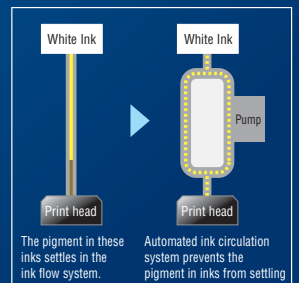 White Ink
White Ink
Pump
Print head
Print head
The pigment in these
inks settles in the
ink flow system.
Automated ink circulation
system prevents the
pigment in inks from settling